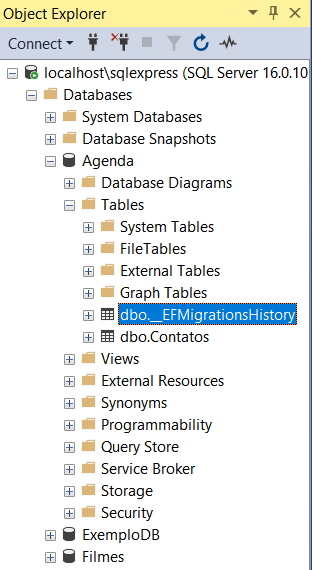 Object Explorer
Connect
localhost\sqlexpress (SQL Server 16.0.10
Databases
System Databases
Database Snapshots
Agenda
Database Diagrams
Tables
System Tables
FileTables
External Tables
Graph Tables
dbo.__EFMigrationsHistory
dbo.Contatos
Views
External Resources
Synonyms
Programmability
Query Store
Service Broker
Storage
Security
ExemploDB
Filmes